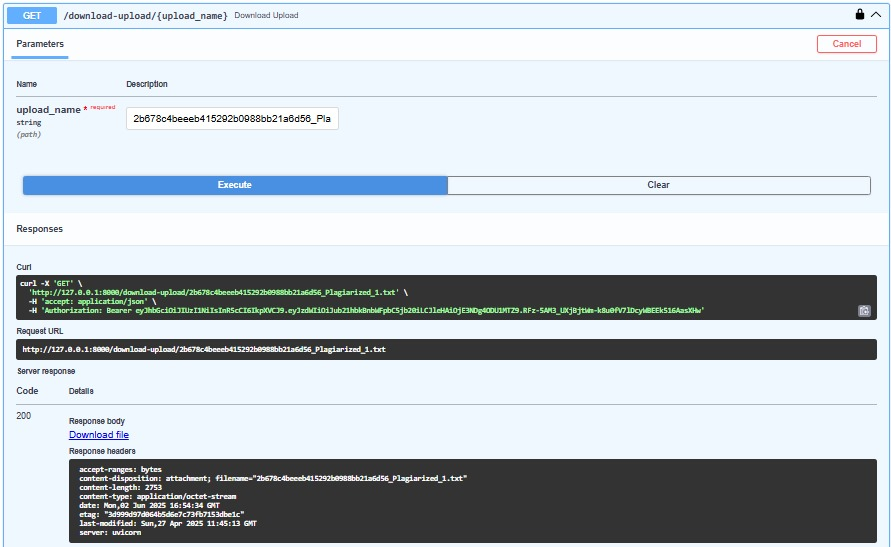 GET /download-upload/{upload_name} Download Upload
Parameters
Cancel
Name Description
upload_name * required
string
(path)
2b678c4beeeb415292b0988bb21a6d56_Pla
Execute Clear
Responses
Curl
curl -X 'GET' \
'http://127.0.0.1:8000/download-upload/2b678c4beeeb415292b0988bb21a6d56_Plagiarized_1.txt' \
-H 'accept: application/json' \
-H 'Authorization: Bearer
Request URL
http://127.0.0.1:8000/download-upload/2b678c4beeeb415292b0988bb21a6d56_Plagiarized_1.txt
Server response
Code Details
200
Response body
Download file
Response headers
accept-ranges: bytes
content-disposition: attachment; filename="2b678c4beeeb415292b0988bb21a6d56_Plagiarized_1.txt"
content-length: 2753
content-type: application/octet-stream
date: Mon,02 Jun 2025 16:54:34 GMT
etag: "3d999d97d064b5d6e7c73fb7153dbe1c"
last-modified: Sun,27 Apr 2025 11:45:13 GMT
server: uvicorn